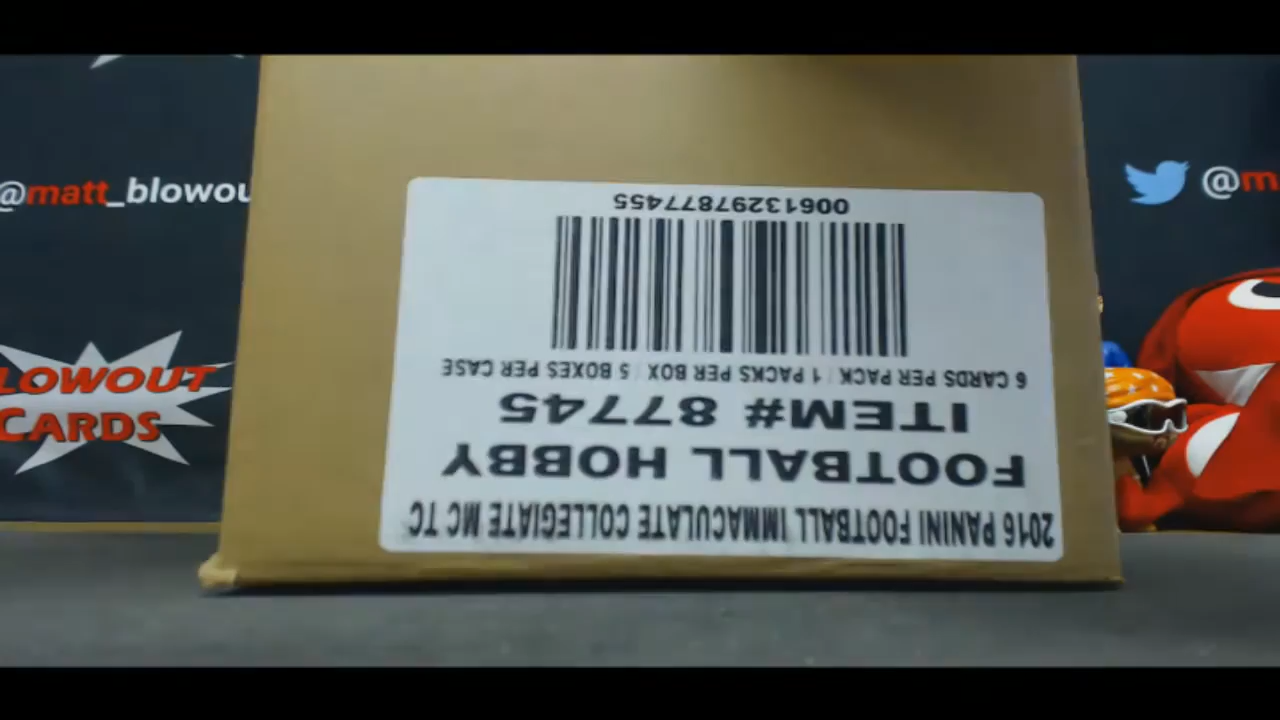 2016 PANINI FOOTBALL IMMACULATE COLLEGIATE MC TC
FOOTBALL HOBBY
ITEM# 87745
6 CARDS PER PACK 1 PACKS PER BOX 5 BOXES PER CASE
00613297877455
@matt_blowou
LOWOUT
CARDS
@m